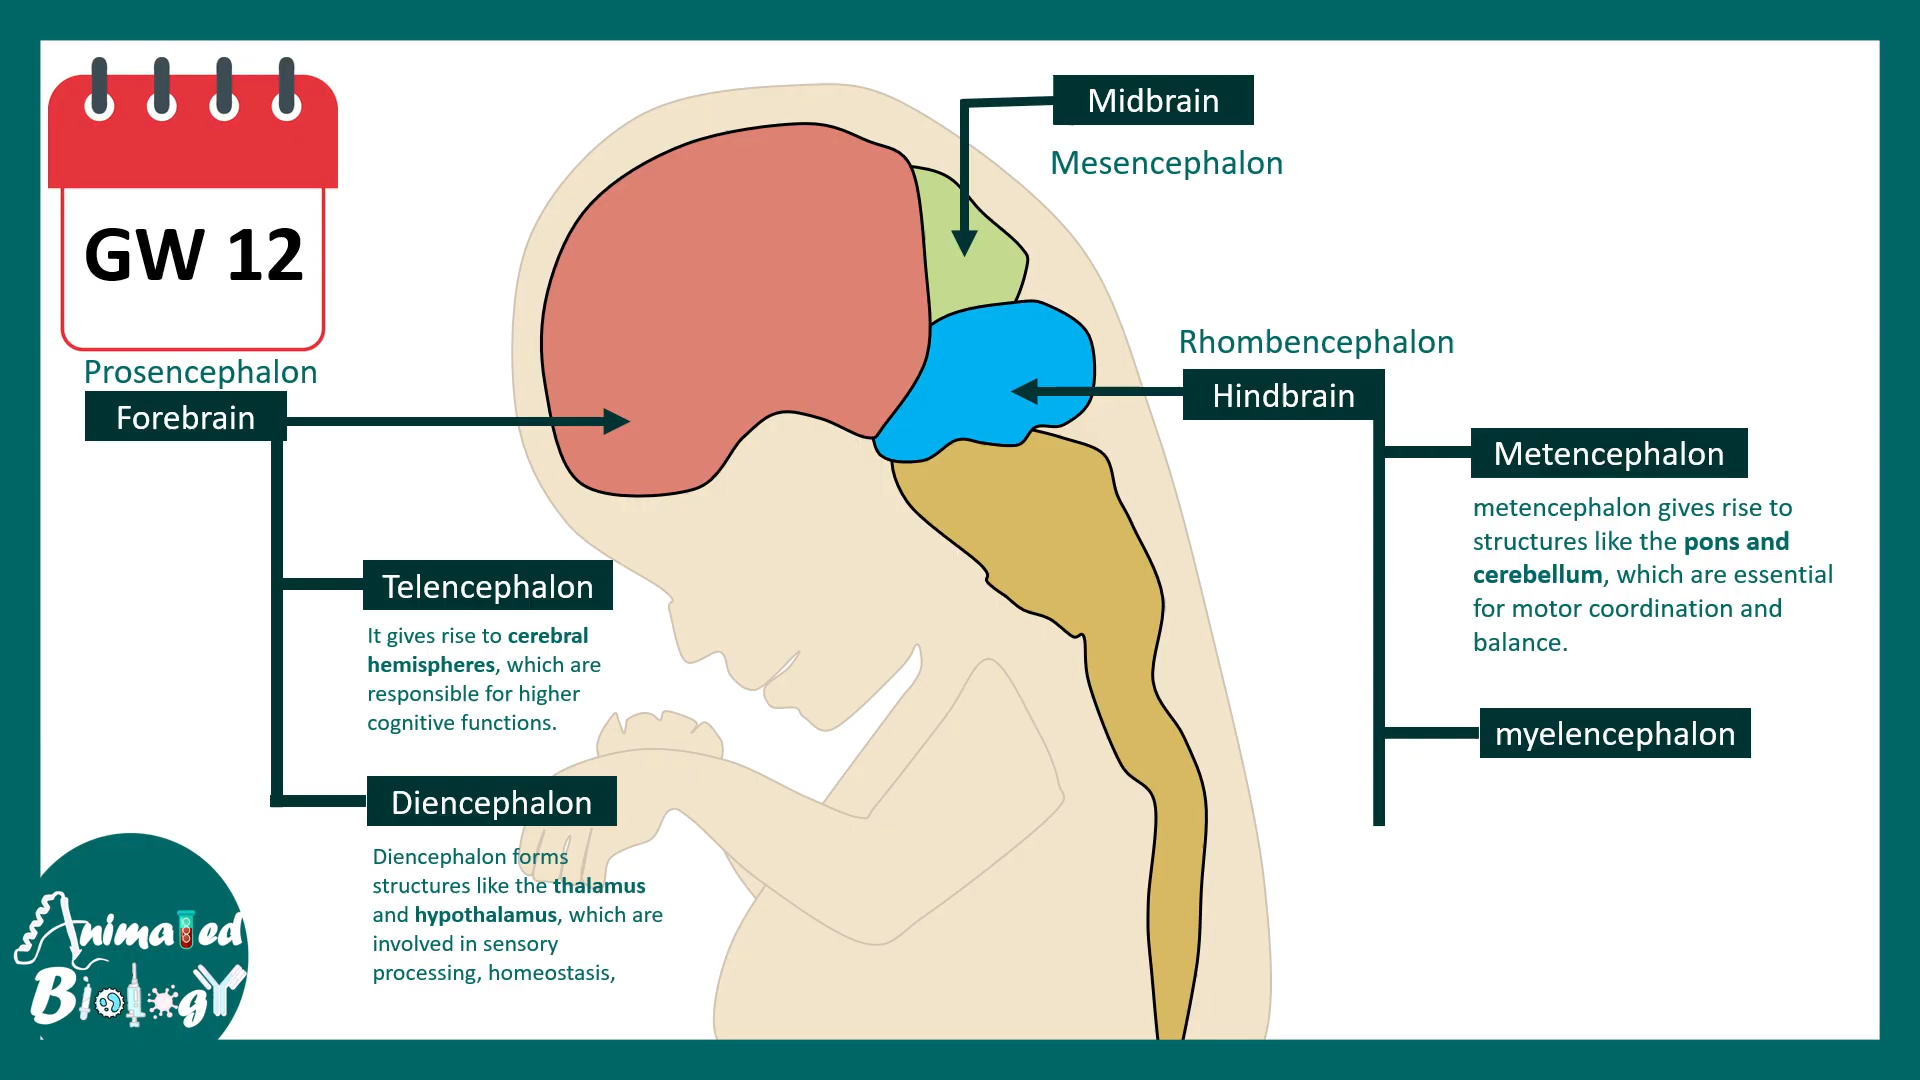 GW 12
Midbrain
Mesencephalon
Prosencephalon
Forebrain
Telencephalon
It gives rise to cerebral
hemispheres, which are
responsible for higher
cognitive functions.
Diencephalon
Diencephalon forms
structures like the thalamus
and hypothalamus, which are
involved in sensory
processing, homeostasis,
Rhombencephalon
Hindbrain
Metencephalon
metencephalon gives rise to
structures like the pons and
cerebellum, which are essential
for motor coordination and
balance.
myelencephalon
Animated
Biology